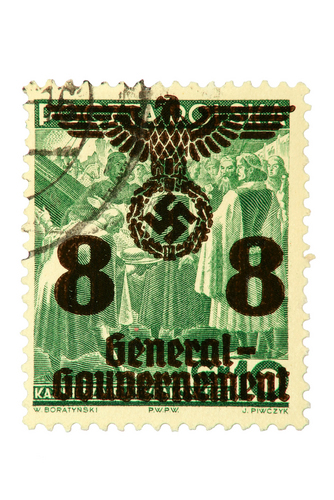 8 8
General-
Gouvernement
W. BORATYŃSKI P.W.P.W. J. PIWCZYK